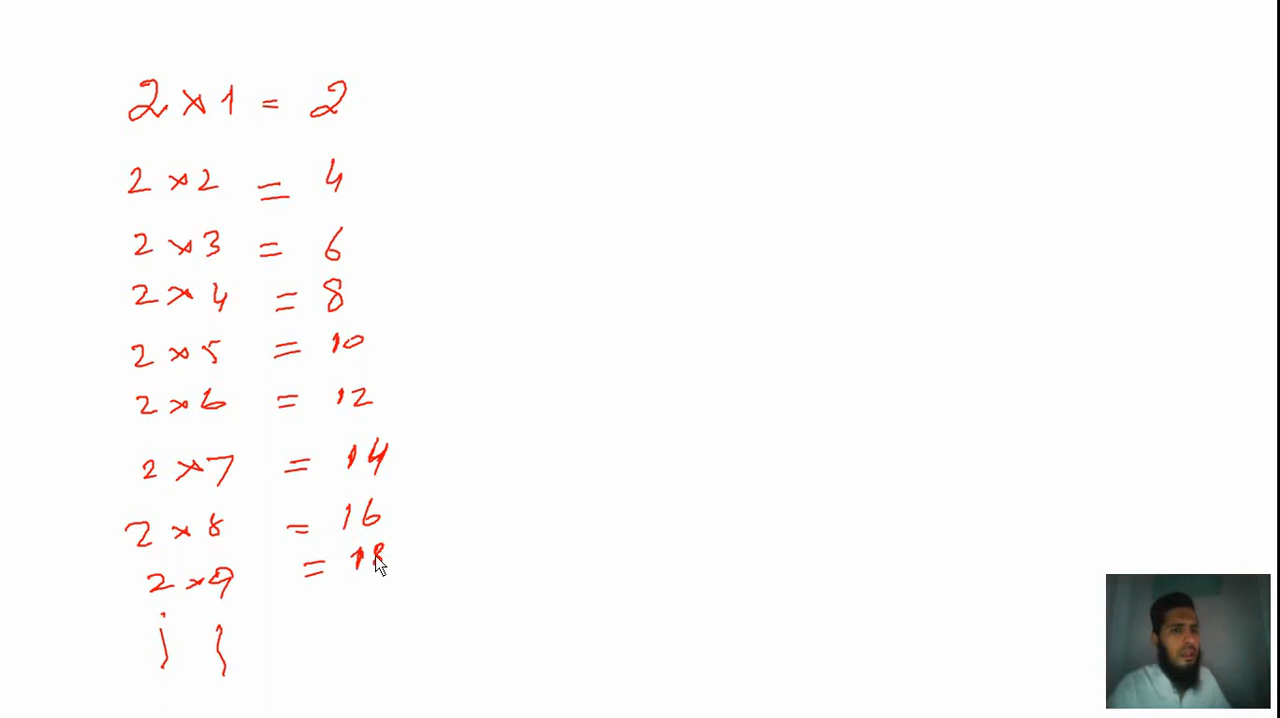 2 × 1 = 2
2 × 2 = 4
2 × 3 = 6
2 × 4 = 8
2 × 5 = 10
2 × 6 = 12
2 × 7 = 14
2 × 8 = 16
2 × 9 = 18